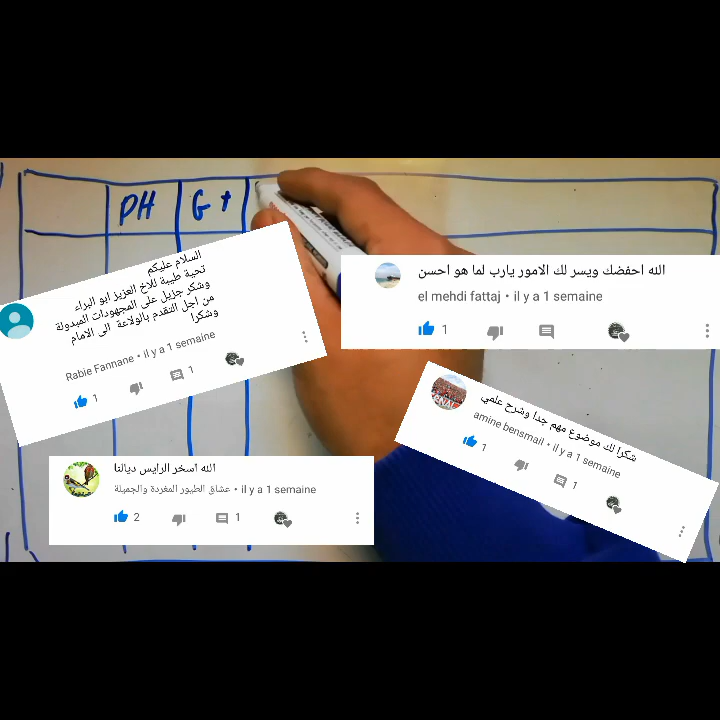 PH G+
السلام عليكم
تحية طيبة للاخ العزيز ابو البراء
وشكر جزيل على المجهودات المبدولة
من اجل التقدم بالولاعة الى الامام
وشكرا
Rabie Fannane • il y a 1 semaine
1 1
الله احفضك ويسر لك الامور يارب لما هو احسن
el mehdi fattaj • il y a 1 semaine
1
شكرا لك موضوع مهم جدا وشرح علمي
amine bensmail • il y a 1 semaine
1 1
الله اسخر الرايس ديالنا
عشاق الطيور المغردة والجميلة • il y a 1 semaine
2 1